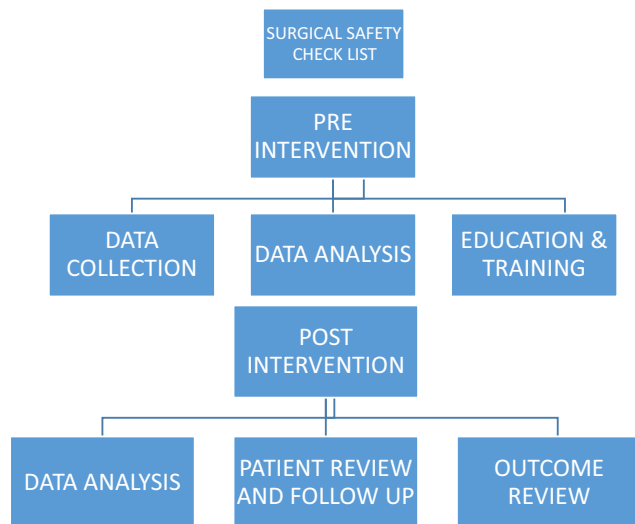 SURGICAL SAFETY
CHECK LIST
PRE
INTERVENTION
DATA
COLLECTION
DATA ANALYSIS
EDUCATION &
TRAINING
POST
INTERVENTION
DATA ANALYSIS
PATIENT REVIEW
AND FOLLOW UP
OUTCOME
REVIEW